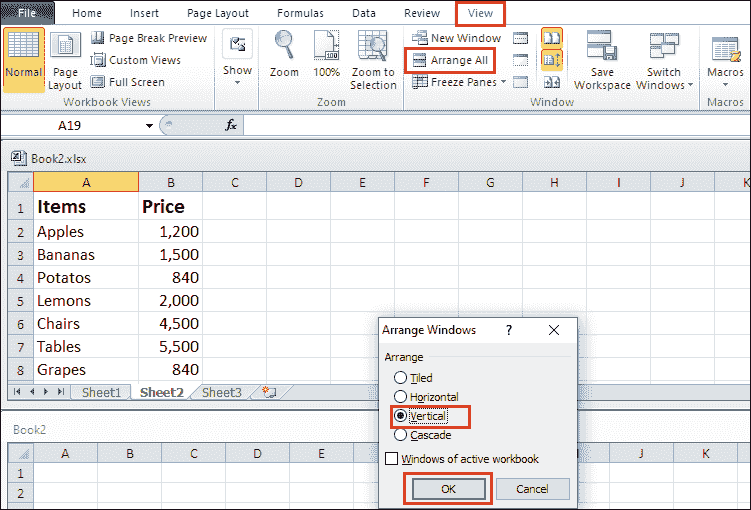 File Home Insert Page Layout Formulas Data Review View
Normal
Page Layout
Page Break Preview
Custom Views
Full Screen
Workbook Views
Show
Zoom
100%
Zoom to Selection
Zoom
New Window
Arrange All
Freeze Panes
Save Workspace
Switch Windows
Window
Macros
Macros
A19 fx
Book2.xlsx
A B C D E F G H I J K
1 Items Price
2 Apples 1,200
3 Bananas 1,500
4 Potatos 840
5 Lemons 2,000
6 Chairs 4,500
7 Tables 5,500
8 Grapes 840
Sheet1 Sheet2 Sheet3
Arrange Windows ?
Arrange
Tiled
Horizontal
Vertical
Cascade
Windows of active workbook
OK Cancel
Book2
A B C D E H I J K
1
2